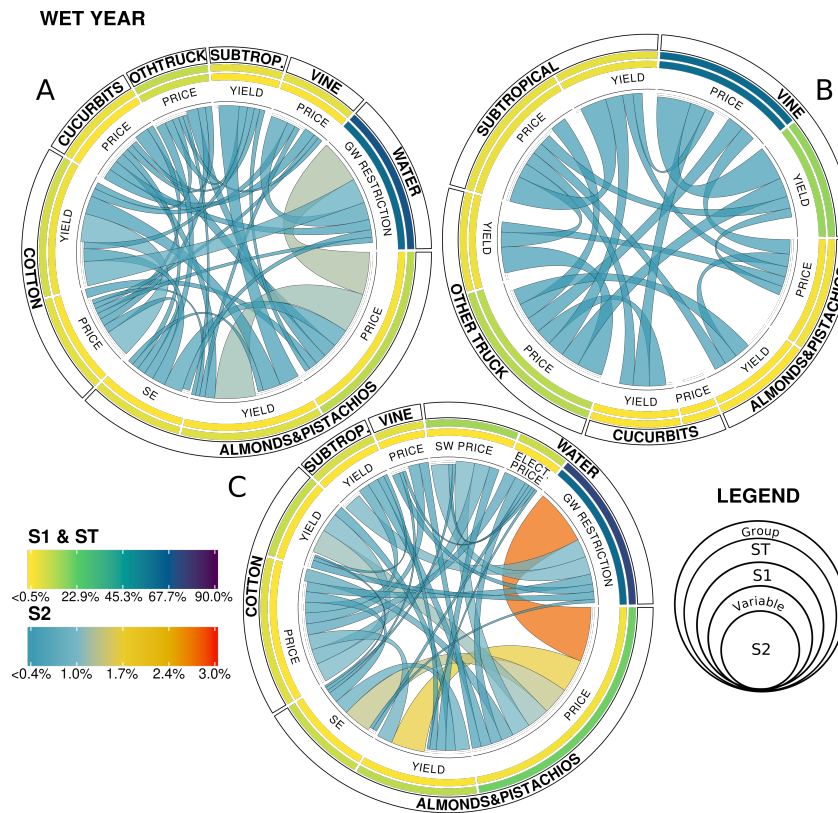 WET YEAR
A
CUCURBITS
OTHTRUCK
SUBTROP.
VINE
WATER
PRICE
PRICE
YIELD
PRICE
GW RESTRICTION
YIELD
COTTON
PRICE
SE
YIELD
PRICE
ALMONDS&PISTACHIOS
B
SUBTROPICAL
VINE
PRICE
YIELD
PRICE
YIELD
YIELD
OTHER TRUCK
PRICE
YIELD
PRICE
YIELD
PRICE
CUCURBITS
ALMONDS&PISTACHIOS
C
SUBTROP.
VINE
WATER
YIELD
YIELD
PRICE
SW PRICE
ELECT.
PRICE
GW RESTRICTION
COTTON
PRICE
SE
YIELD
PRICE
ALMONDS&PISTACHIOS
S1 & ST
<0.5% 22.9% 45.3% 67.7% 90.0%
S2
<0.4% 1.0% 1.7% 2.4% 3.0%
LEGEND
Group
ST
S1
Variable
S2